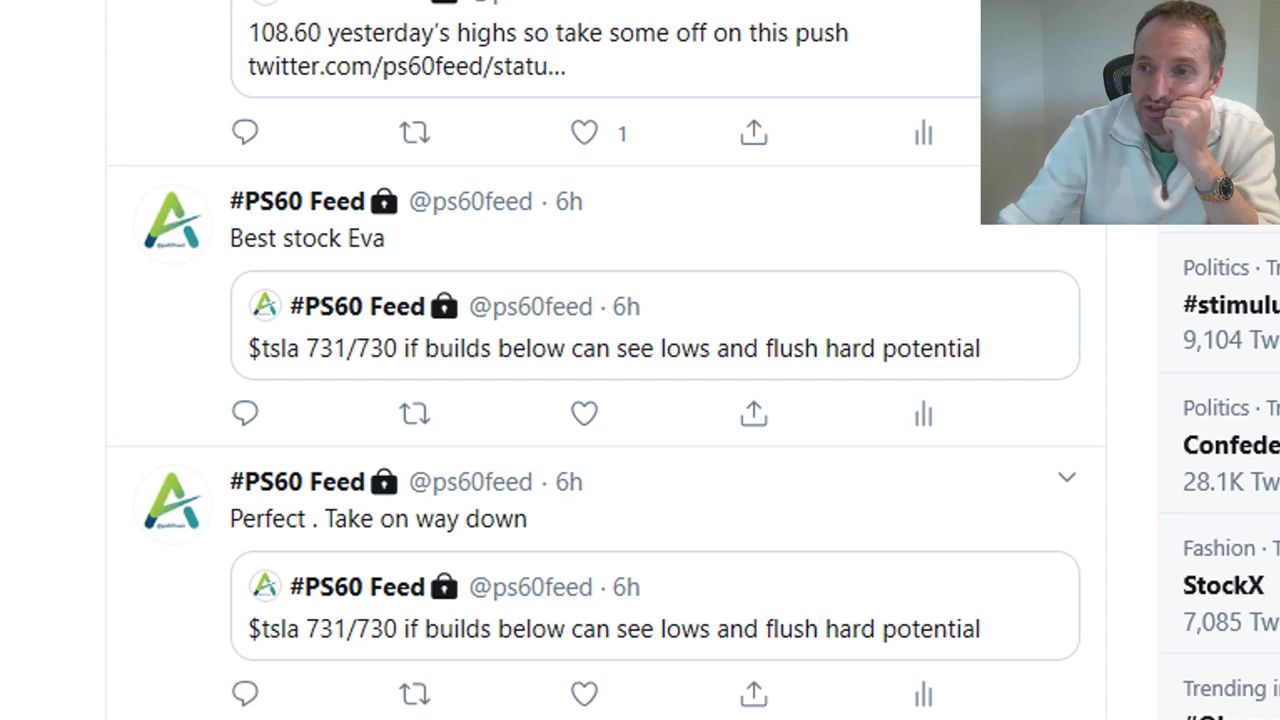 108.60 yesterday's highs so take some off on this push
twitter.com/ps60feed/statu...
1
#PS60 Feed @ps60feed · 6h
Best stock Eva
#PS60 Feed @ps60feed · 6h
$tsla 731/730 if builds below can see lows and flush hard potential
#PS60 Feed @ps60feed · 6h
Perfect . Take on way down
#PS60 Feed @ps60feed · 6h
$tsla 731/730 if builds below can see lows and flush hard potential
Politics · Tr
#stimulu
9,104 Tw
Politics · Tr
Confede
28.1K Tw
Fashion · T
StockX
7,085 Tw
Trending i